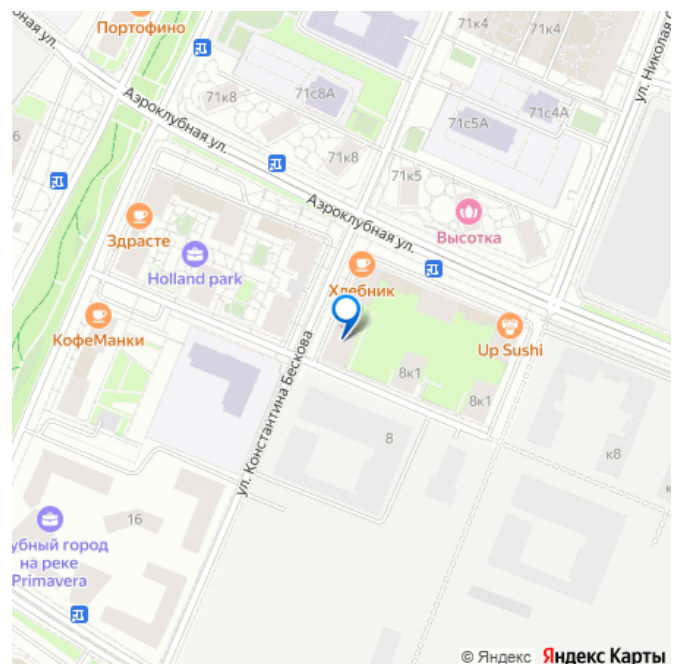 71к4
71к4
Портофино
ул. Николая С
ная ул.
71с8А
71к8
71с4А
71с5А
Аэроклубная ул.
71к8
71к5
Аэроклубная ул.
Высотка
Здрасте
Holland park
Хлебник
КофеМанки
Up Sushi
ул. Константина Бескова
8к1
8к1
8
к8
16
убный город
на реке
Primavera
© Яндекс Яндекс Карты